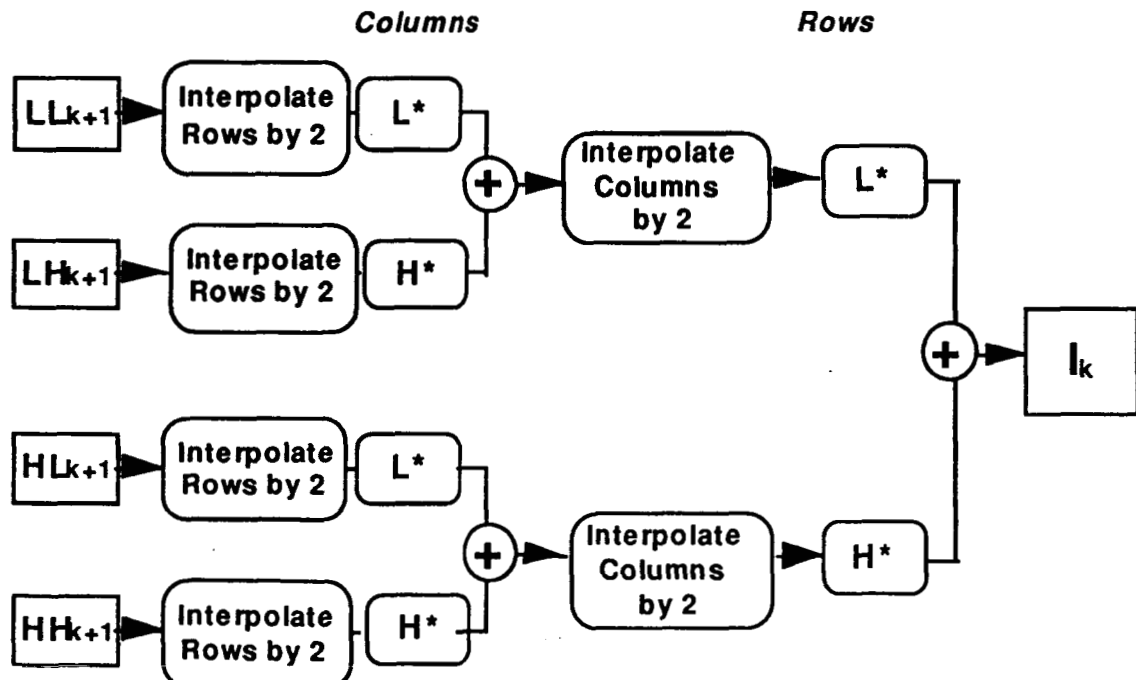 Columns
Rows
LLk+1
Interpolate
Rows by 2
L*
+
Interpolate
Columns
by 2
L*
LHk+1
Interpolate
Rows by 2
H*
+
Ik
HLk+1
Interpolate
Rows by 2
L*
+
Interpolate
Columns
by 2
H*
HHk+1
Interpolate
Rows by 2
H*